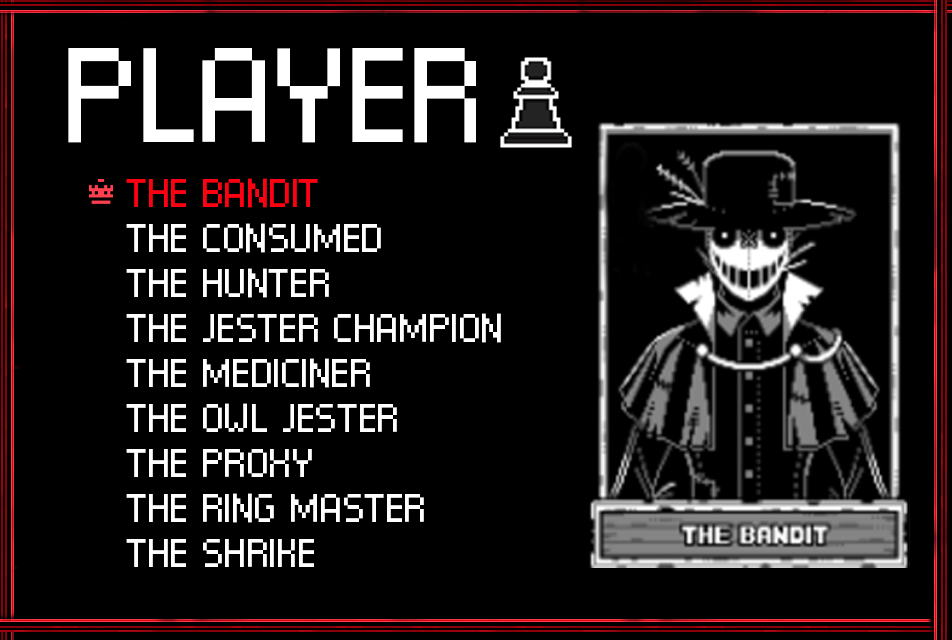 PLAYER
THE BANDIT
THE CONSUMED
THE HUNTER
THE JESTER CHAMPION
THE MEDICINER
THE OWL JESTER
THE PROXY
THE RING MASTER
THE SHRIKE
THE BANDIT